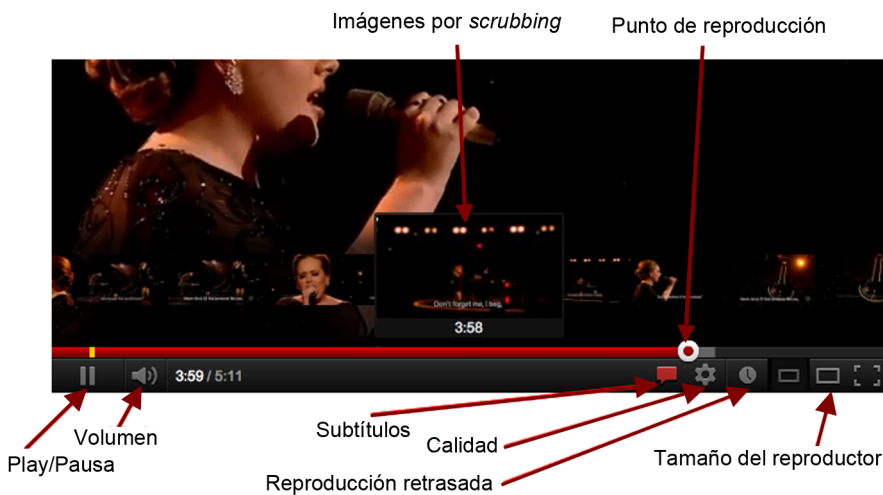 Imágenes por scrubbing
Punto de reproducción
Don't forget me, I beg,
3:58
3:59 / 5:11
Subtítulos
Volumen
Calidad
Play/Pausa
Tamaño del reproductor
Reproducción retrasada